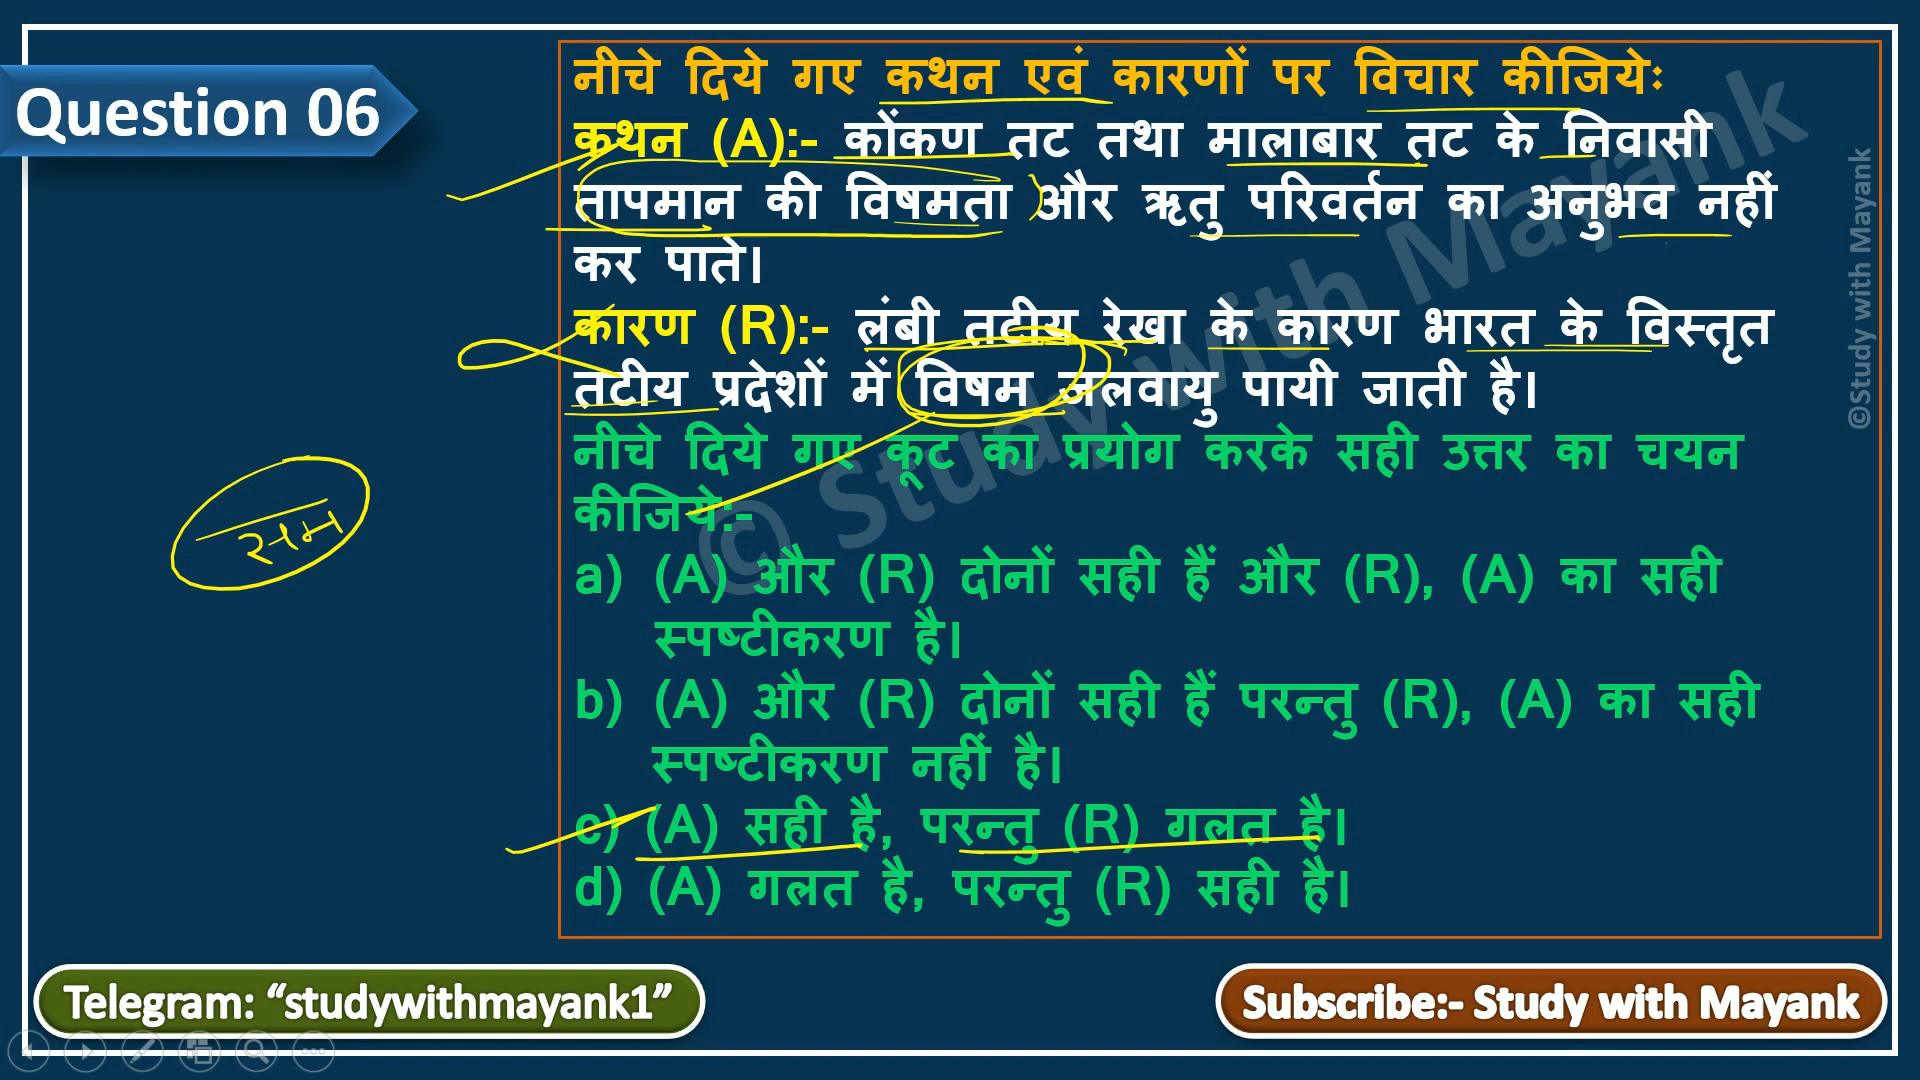 Question 06
नीचे दिये गए कथन एवं कारणों पर विचार कीजियेः
कथन (A):- कोंकण तट तथा मालाबार तट के निवासी
तापमान की विषमता और ऋतु परिवर्तन का अनुभव नहीं
कर पाते।
कारण (R):- लंबी तटीय रेखा के कारण भारत के विस्तृत
तटीय प्रदेशों में विषम जलवायु पायी जाती है।
नीचे दिये गए कूट का प्रयोग करके सही उत्तर का चयन
कीजिये:-
a) (A) और (R) दोनों सही हैं और (R), (A) का सही
स्पष्टीकरण है।
b) (A) और (R) दोनों सही हैं परन्तु (R), (A) का सही
स्पष्टीकरण नहीं है।
c) (A) सही है, परन्तु (R) गलत है।
d) (A) गलत है, परन्तु (R) सही है।
सम
© Study with Mayank
©Study with Mayank
Telegram: “studywithmayank1”
Subscribe:- Study with Mayank